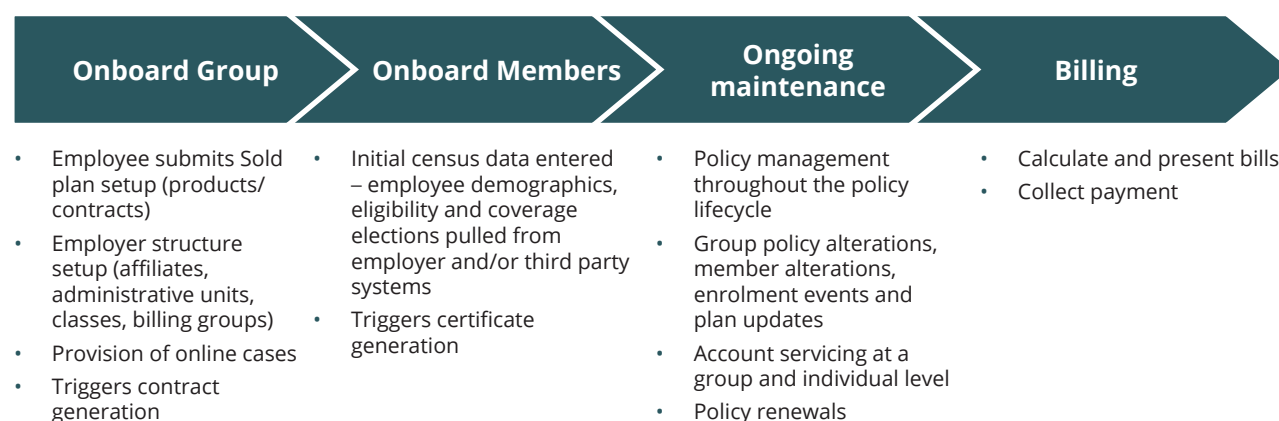 Onboard Group
Onboard Members
Ongoing
maintenance
Billing
• Employee submits Sold
plan setup (products/
contracts)
• Employer structure
setup (affiliates,
administrative units,
classes, billing groups)
• Provision of online cases
• Triggers contract
generation
• Initial census data entered
– employee demographics,
eligibility and coverage
elections pulled from
employer and/or third party
systems
• Triggers certificate
generation
• Policy management
throughout the policy
lifecycle
• Group policy alterations,
member alterations,
enrolment events and
plan updates
• Account servicing at a
group and individual level
• Policy renewals
• Calculate and present bills
• Collect payment